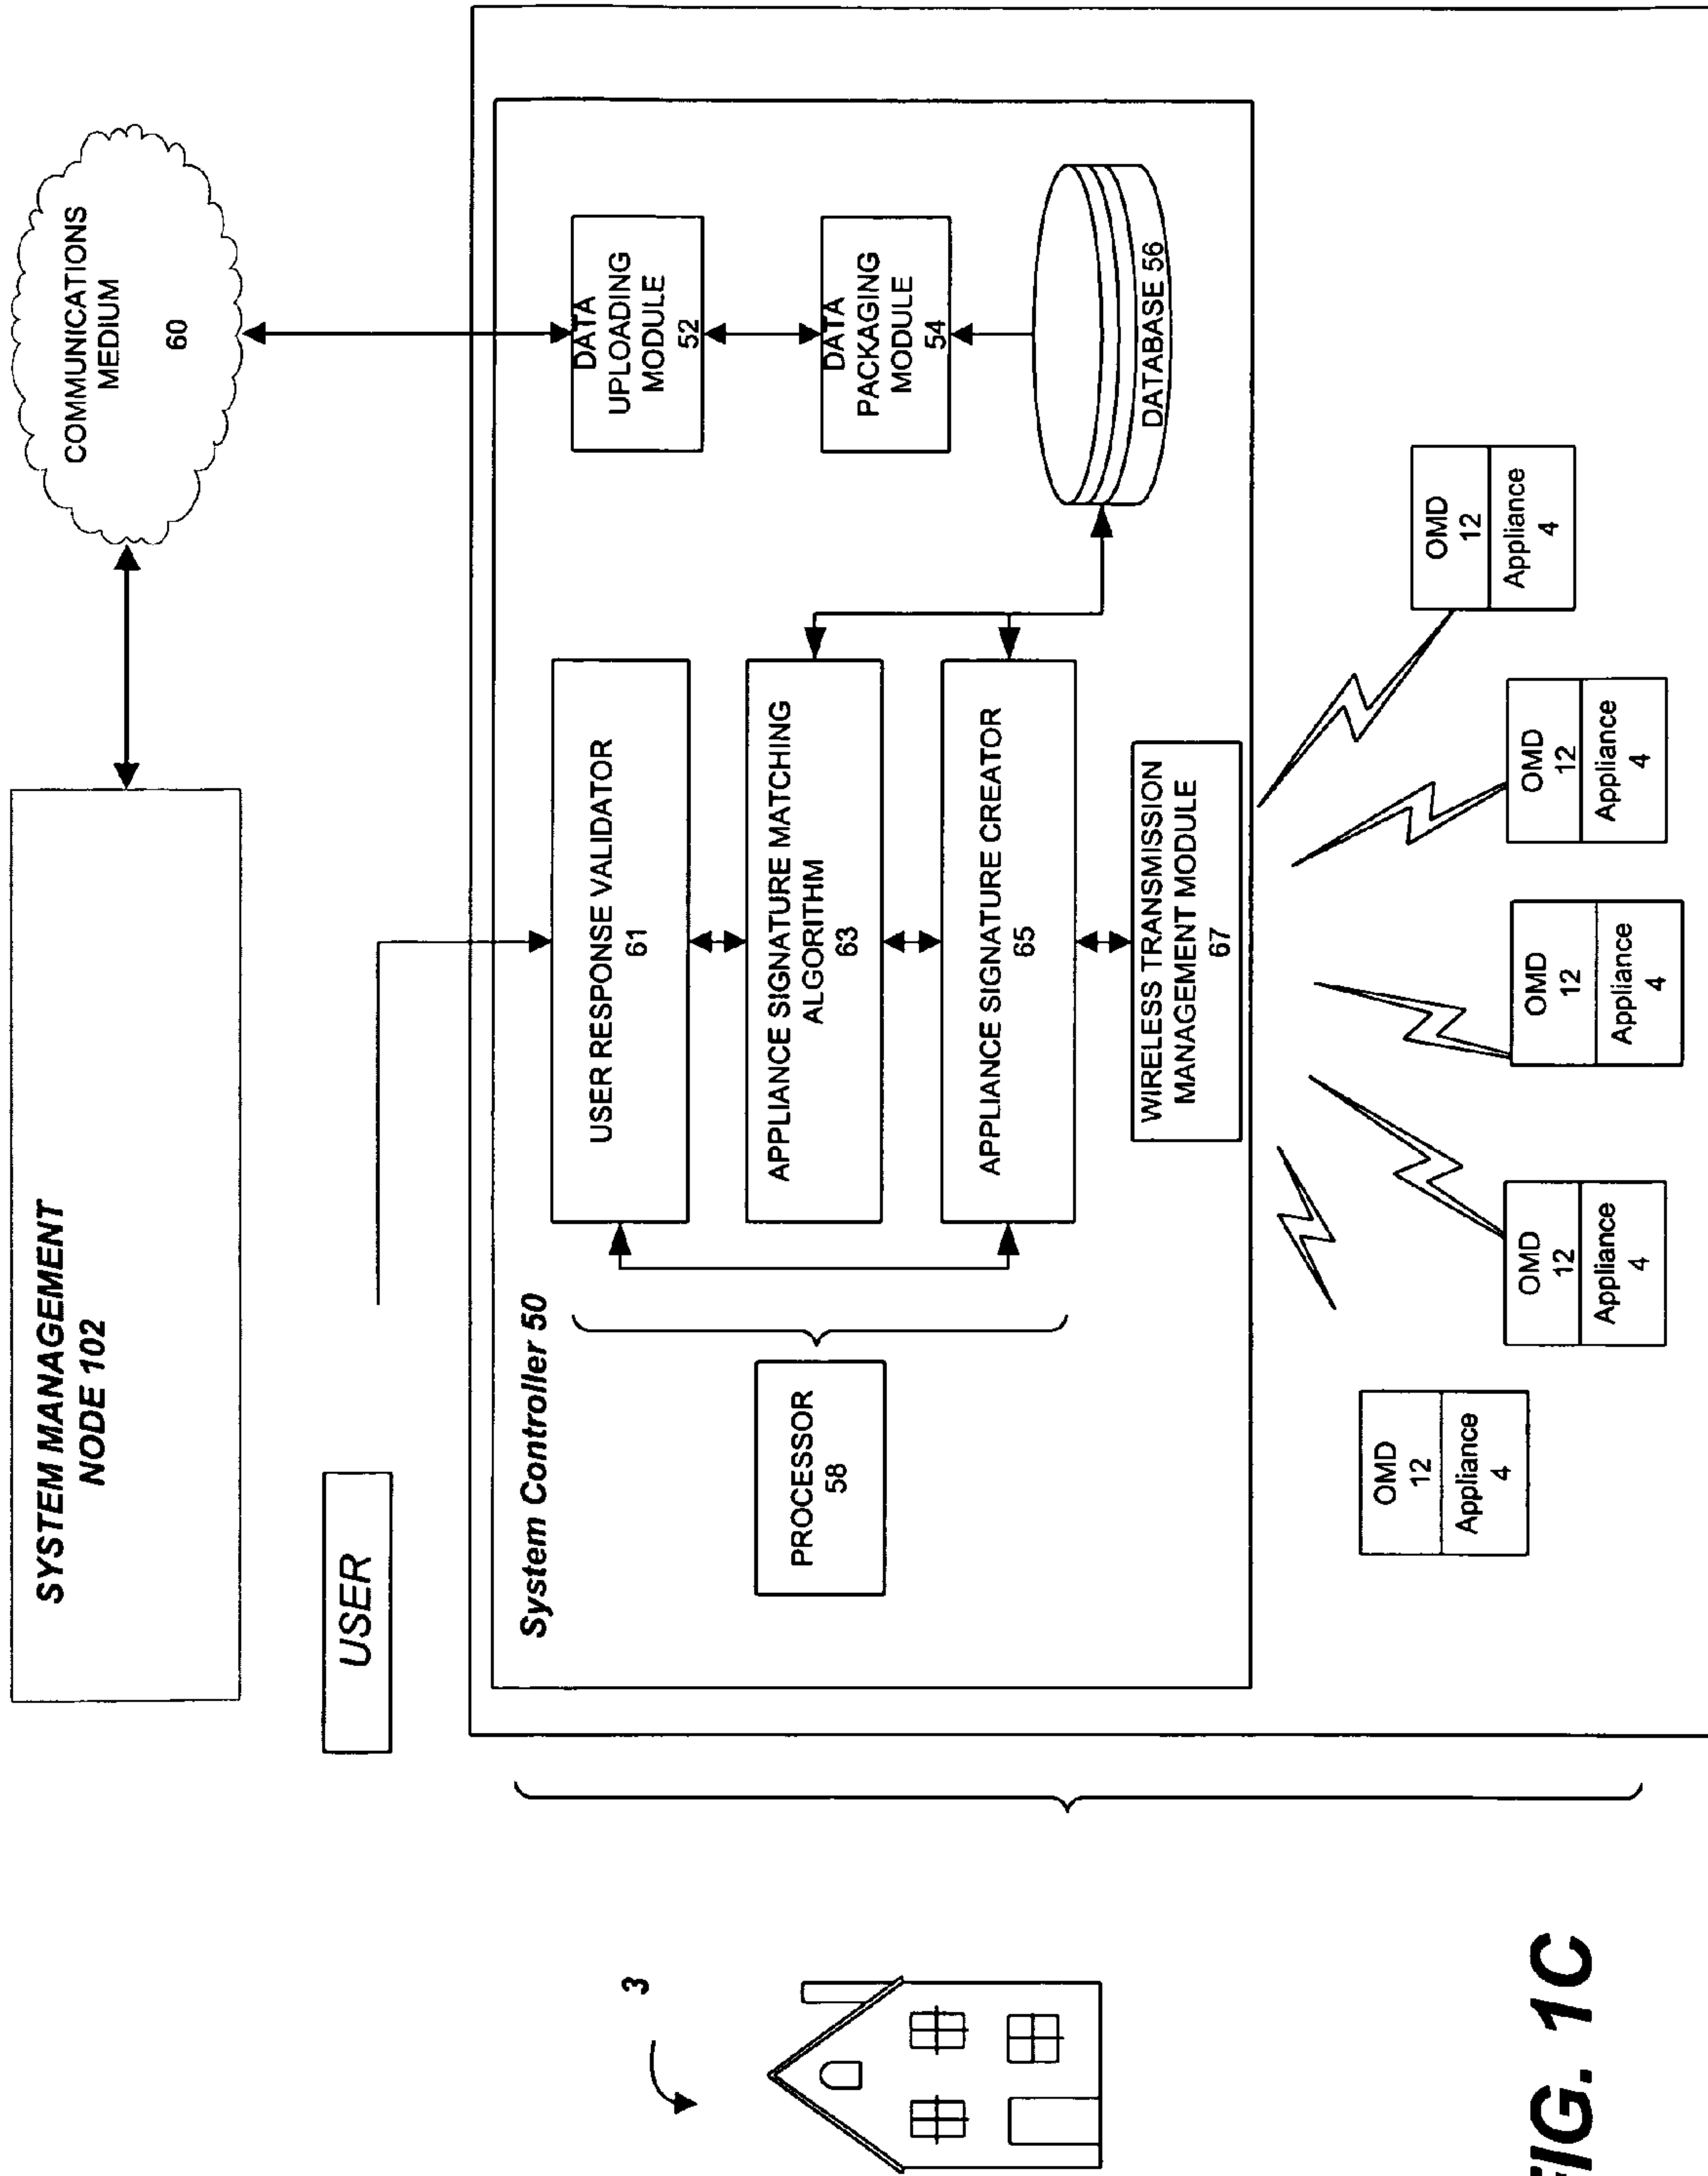 SYSTEM MANAGEMENT
NODE 102
COMMUNICATIONS
MEDIUM
60
USER
System Controller 50
PROCESSOR
58
USER RESPONSE VALIDATOR
61
APPLIANCE SIGNATURE MATCHING
ALGORITHM
63
APPLIANCE SIGNATURE CREATOR
65
WIRELESS TRANSMISSION
MANAGEMENT MODULE
67
DATA
UPLOADING
MODULE
52
DATA
PACKAGING
MODULE
54
DATABASE 56
3
OMD
12
Appliance
4
OMD
12
Appliance
4
OMD
12
Appliance
4
OMD
12
Appliance
4
OMD
12
Appliance
4
FIG. 1C